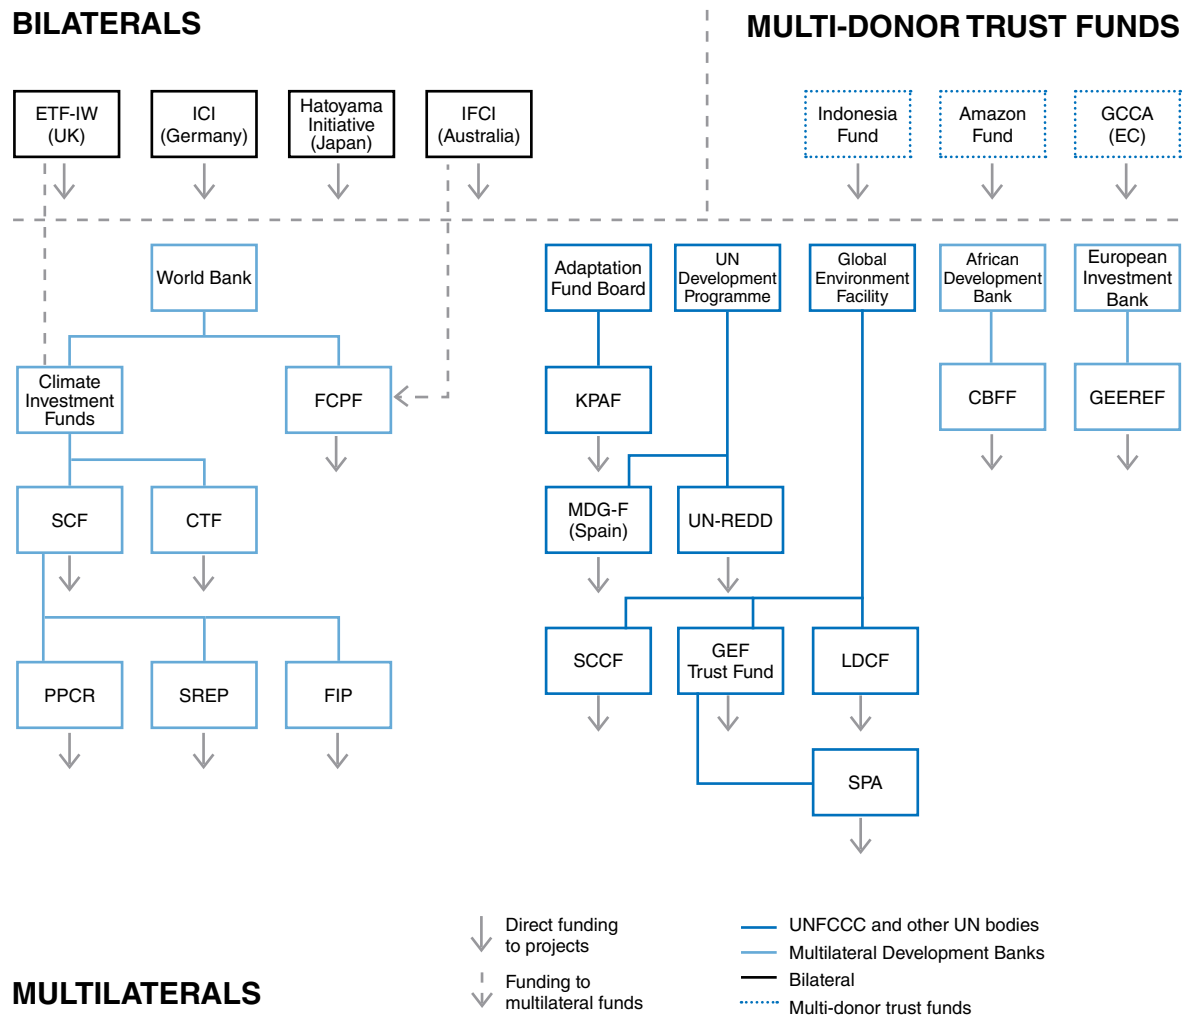 BILATERALS
MULTI-DONOR TRUST FUNDS
ETF-IW
(UK)
ICI
(Germany)
Hatoyama
Initiative
(Japan)
IFCI
(Australia)
Indonesia
Fund
Amazon
Fund
GCCA
(EC)
World Bank
Adaptation
Fund Board
UN
Development
Programme
Global
Environment
Facility
African
Development
Bank
European
Investment
Bank
Climate
Investment
Funds
FCPF
KPAF
CBFF
GEEREF
SCF
CTF
MDG-F
(Spain)
UN-REDD
SCCF
GEF
Trust Fund
LDCF
PPCR
SREP
FIP
SPA
Direct funding
to projects
Funding to
multilateral funds
UNFCCC and other UN bodies
Multilateral Development Banks
Bilateral
Multi-donor trust funds
MULTILATERALS